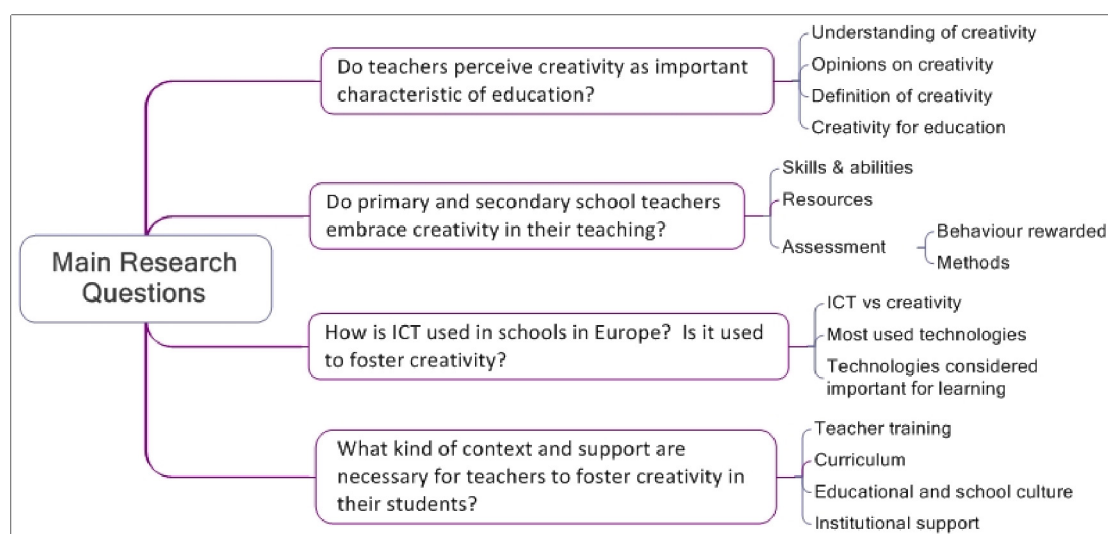 Main Research
Questions
Do teachers perceive creativity as important
characteristic of education?
Understanding of creativity
Opinions on creativity
Definition of creativity
Creativity for education
Do primary and secondary school teachers
embrace creativity in their teaching?
Skills & abilities
Resources
Assessment
Behaviour rewarded
Methods
How is ICT used in schools in Europe?  Is it used
to foster creativity?
ICT vs creativity
Most used technologies
Technologies considered
important for learning
What kind of context and support are
necessary for teachers to foster creativity in
their students?
Teacher training
Curriculum
Educational and school culture
Institutional support